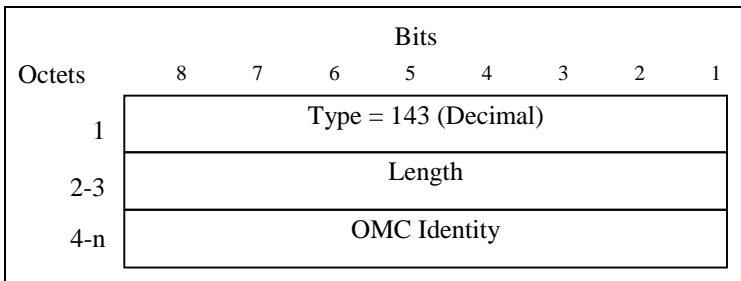 Bits
Octets 8 7 6 5 4 3 2 1
1 Type = 143 (Decimal)
2-3 Length
4-n OMC Identity